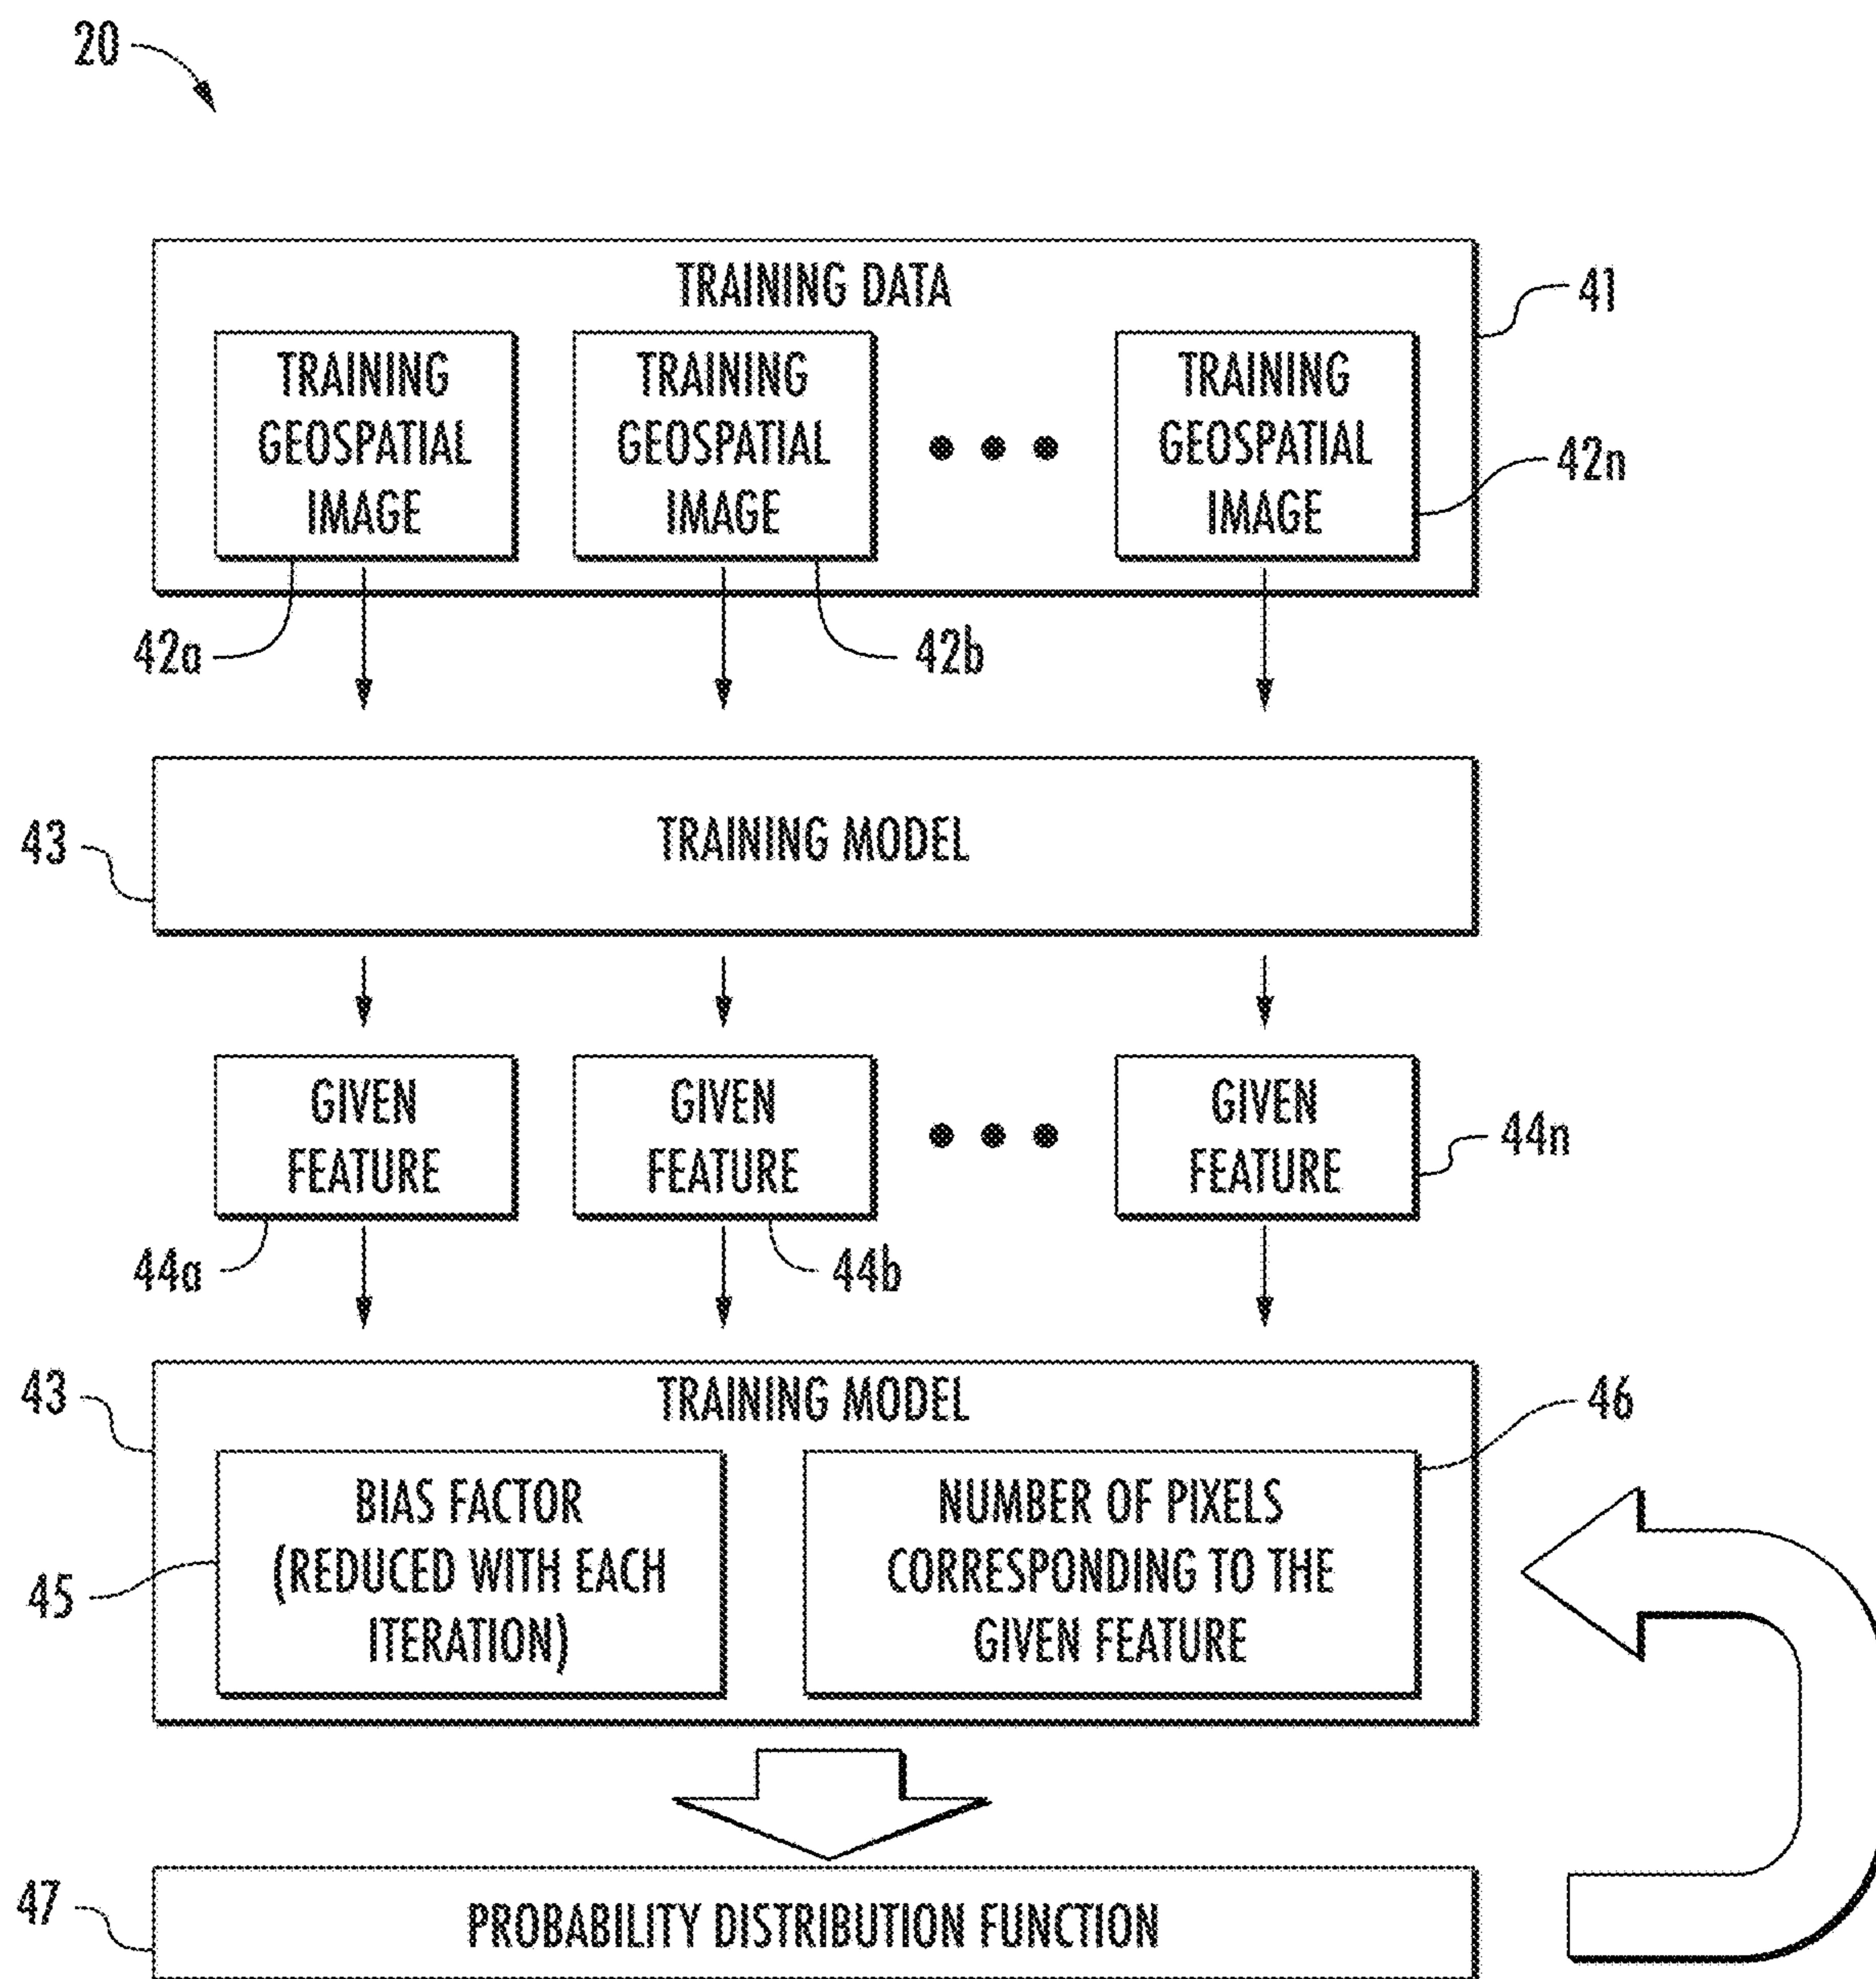 20
TRAINING DATA
41
TRAINING
GEOSPATIAL
IMAGE
TRAINING
GEOSPATIAL
IMAGE
TRAINING
GEOSPATIAL
IMAGE
42n
42a
42b
43
TRAINING MODEL
GIVEN
FEATURE
GIVEN
FEATURE
GIVEN
FEATURE
44n
44a
44b
43
TRAINING MODEL
46
BIAS FACTOR
(REDUCED WITH EACH
ITERATION)
45
NUMBER OF PIXELS
CORRESPONDING TO THE
GIVEN FEATURE
47
PROBABILITY DISTRIBUTION FUNCTION